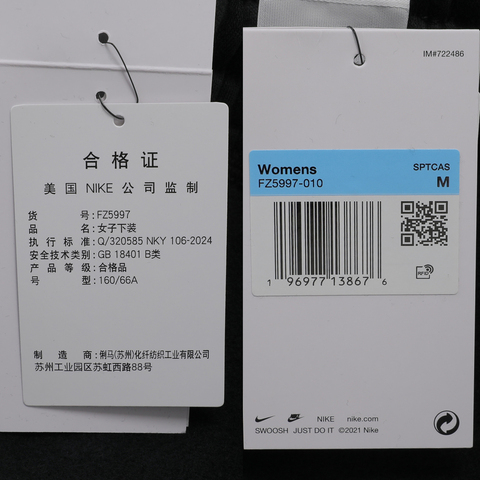 合格证
美国 NIKE 公司监制
货号:FZ5997
品名:女子下装
执行标准:Q/320585 NKY 106-2024
安全技术类别:GB 18401 B类
产品等级:合格品
号型:160/66A
制造商:俐马(苏州)化纤纺织工业有限公司
苏州工业园区苏虹西路88号
IM#722486
Womens SPTCAS
FZ5997-010 M
1 96977 13867 6
RFID
NIKE nike.com
SWOOSH JUST DO IT ©2021 Nike